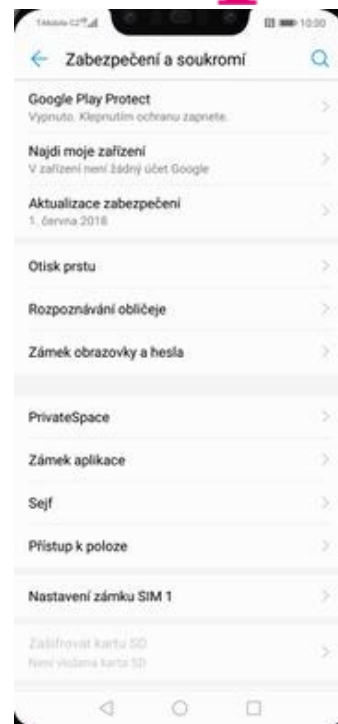 10:00
Zabezpečení a soukromí
Google Play Protect
Vypnuto. Klepnutím ochranu zapnete.
Najdi moje zařízení
V zařízení není žádný účet Google
Aktualizace zabezpečení
1. června 2018
Otisk prstu
Rozpoznávání obličeje
Zámek obrazovky a hesla
PrivateSpace
Zámek aplikace
Sejf
Přístup k poloze
Nastavení zámku SIM 1
Zašifrovat kartu SD
Není vložena karta SD